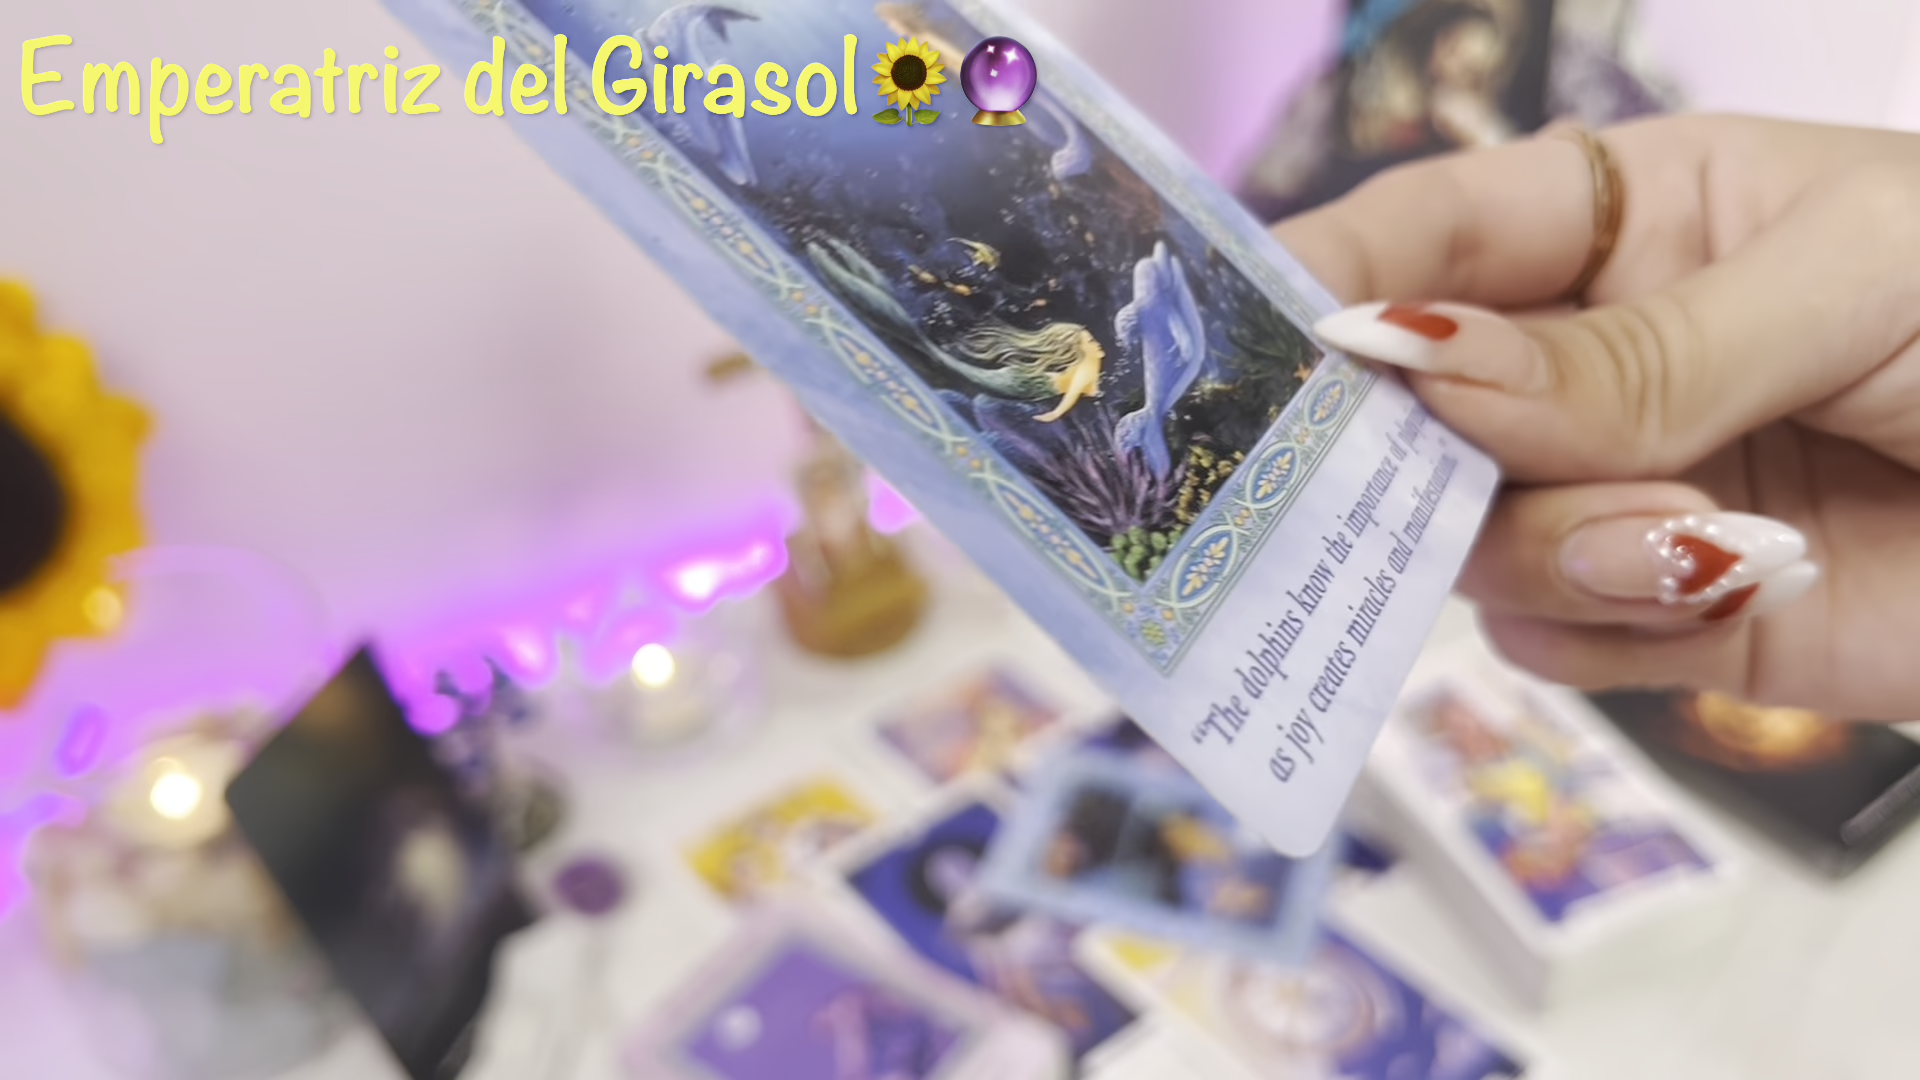 Emperatriz del Girasol🌻🔮
“The dolphins know the importance of
as joy creates miracles and manifestation.”